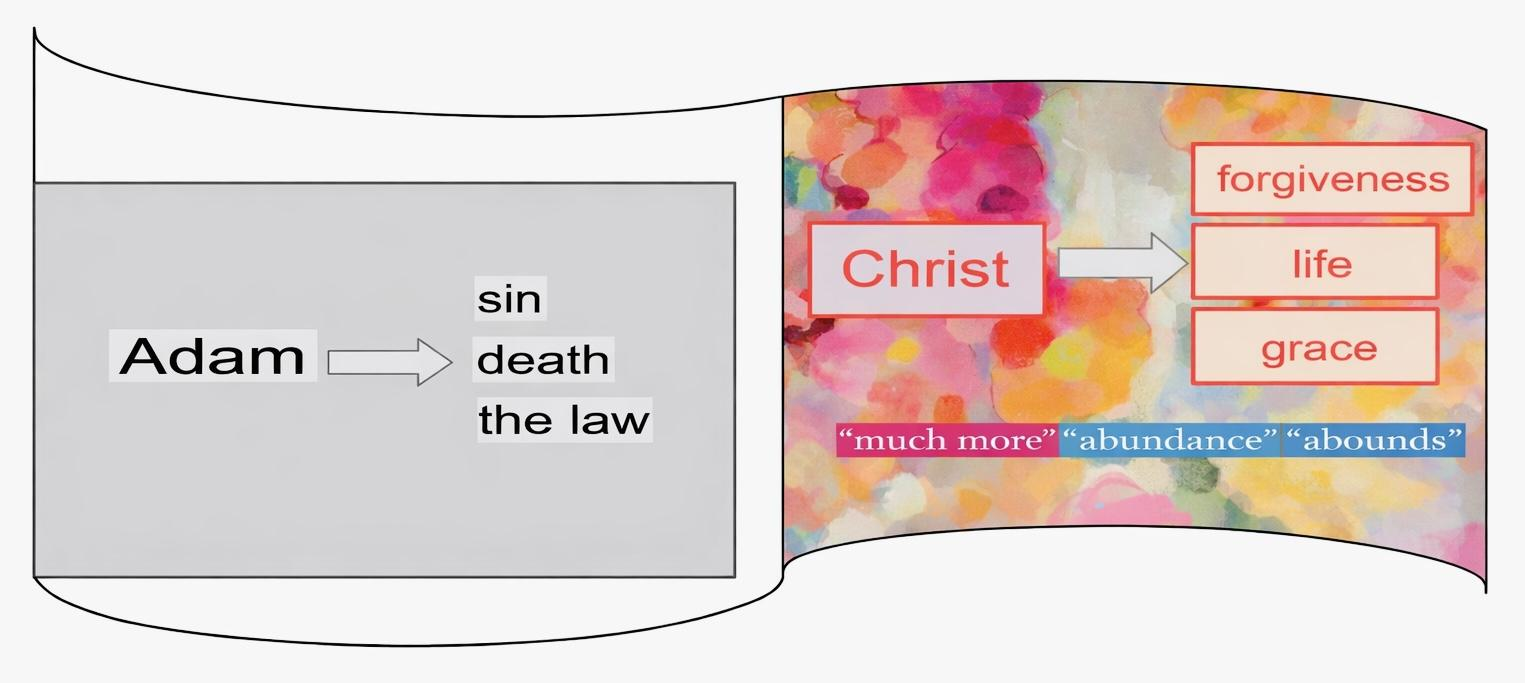 Adam
sin
death
the law
Christ
forgiveness
life
grace
“much more” “abundance” “abounds”